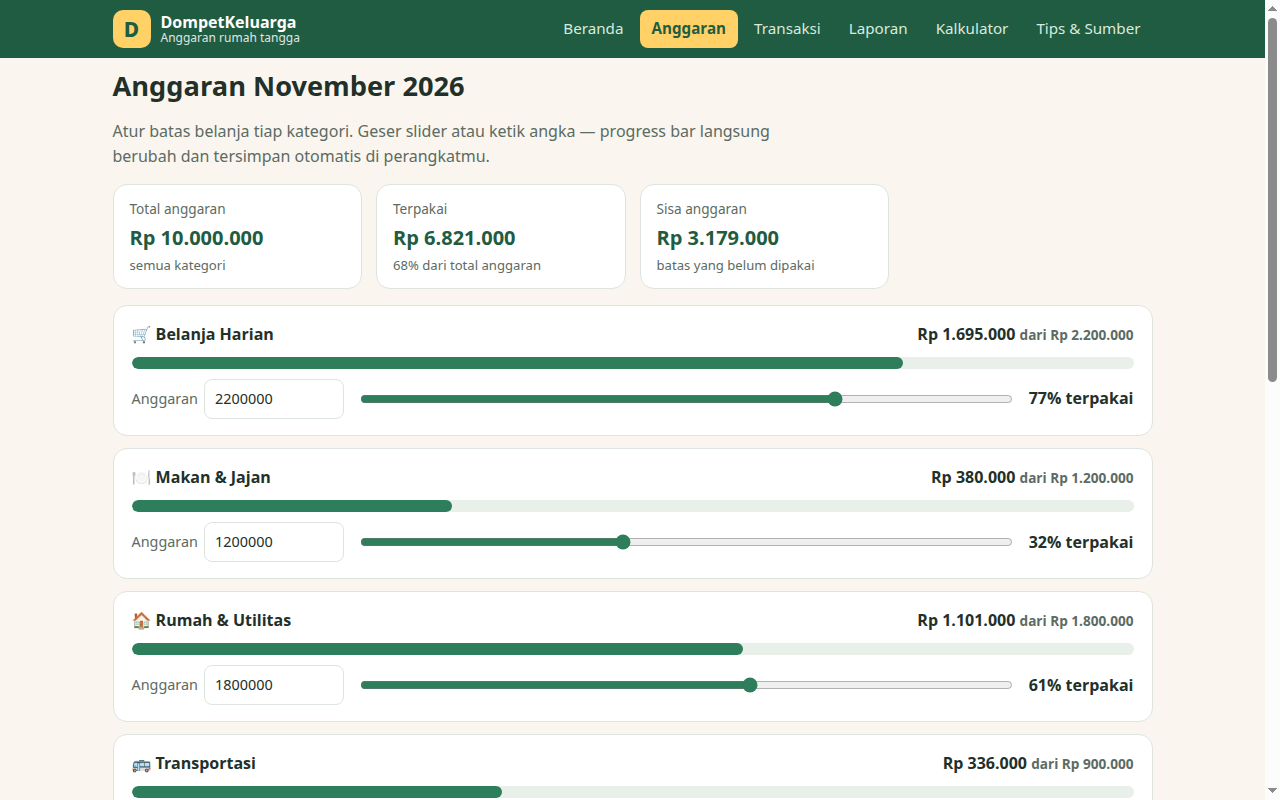 D
DompetKeluarga
Anggaran rumah tangga
Beranda
Anggaran
Transaksi
Laporan
Kalkulator
Tips & Sumber
Anggaran November 2026
Atur batas belanja tiap kategori. Geser slider atau ketik angka — progress bar langsung
berubah dan tersimpan otomatis di perangkatmu.
Total anggaran
Rp 10.000.000
semua kategori
Terpakai
Rp 6.821.000
68% dari total anggaran
Sisa anggaran
Rp 3.179.000
batas yang belum dipakai
Belanja Harian
Rp 1.695.000 dari Rp 2.200.000
Anggaran
2200000
77% terpakai
Makan & Jajan
Rp 380.000 dari Rp 1.200.000
Anggaran
1200000
32% terpakai
Rumah & Utilitas
Rp 1.101.000 dari Rp 1.800.000
Anggaran
1800000
61% terpakai
Transportasi
Rp 336.000 dari Rp 900.000